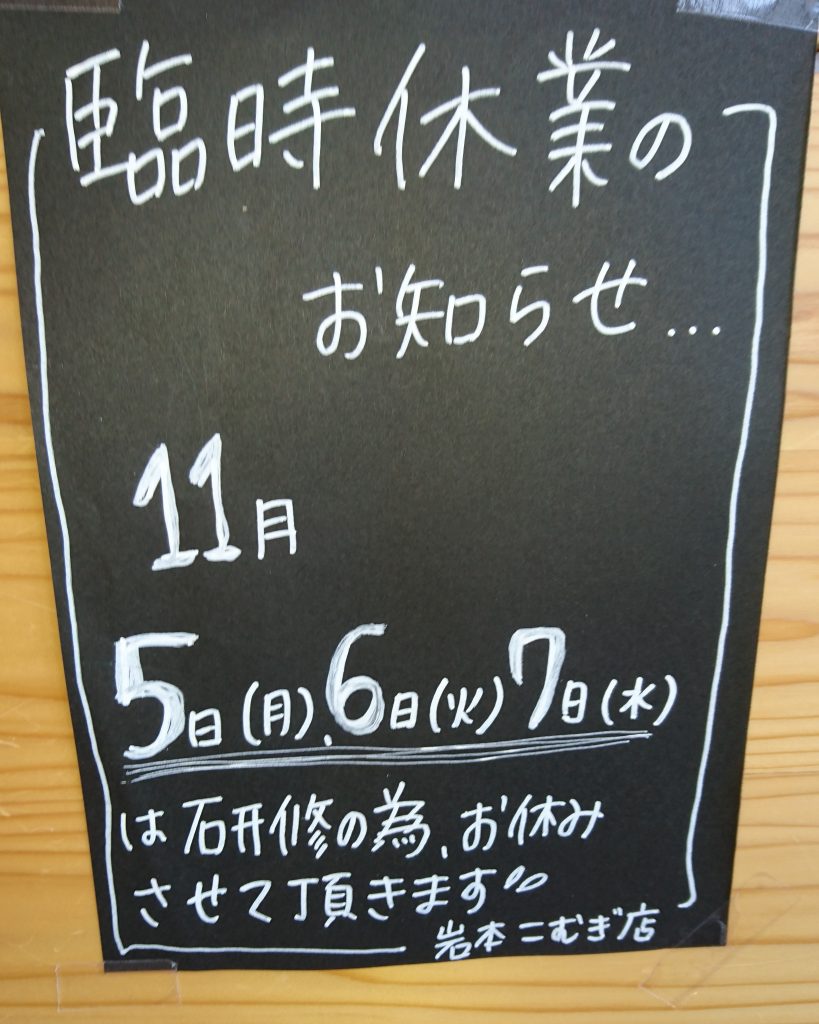 臨時休業の
お知らせ...
11月
5日(月)、6日(火)7日(水)
は研修の為、お休み
させて頂きます
岩本こむぎ店